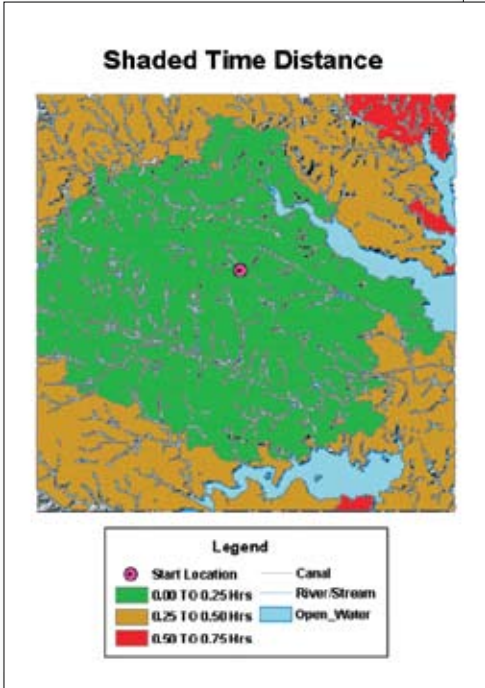 Shaded Time Distance
Legend
Start Location
0.00 TO 0.25 Hrs
0.25 TO 0.50 Hrs
0.50 TO 0.75 Hrs
Canal
River/Stream
Open_Water